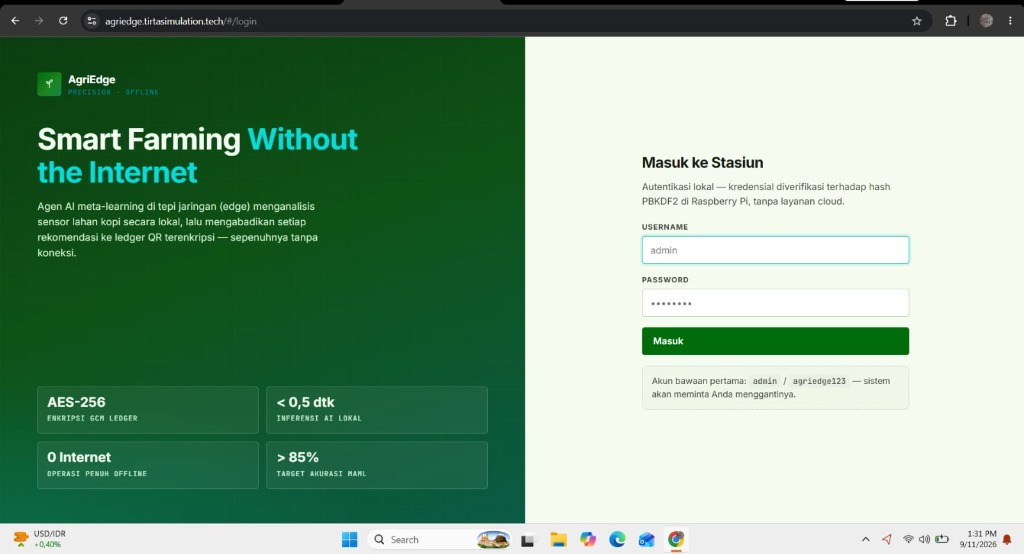 agriedge.tirtasimulation.tech/#/login
AgriEdge
PRECISION · OFFLINE
Smart Farming Without
the Internet
Agen AI meta-learning di tepi jaringan (edge) menganalisis
sensor lahan kopi secara lokal, lalu mengabadikan setiap
rekomendasi ke ledger QR terenkripsi — sepenuhnya tanpa
koneksi.
AES-256
ENKRIPSI GCM LEDGER
< 0,5 dtk
INFERENSI AI LOKAL
0 Internet
OPERASI PENUH OFFLINE
> 85%
TARGET AKURASI MAML
Masuk ke Stasiun
Autentikasi lokal — kredensial diverifikasi terhadap hash
PBKDF2 di Raspberry Pi, tanpa layanan cloud.
USERNAME
admin
PASSWORD
••••••••
Masuk
Akun bawaan pertama: admin / agriedge123 — sistem
akan meminta Anda menggantinya.
USD/IDR
+0,40%
Search
1:31 PM
9/11/2026